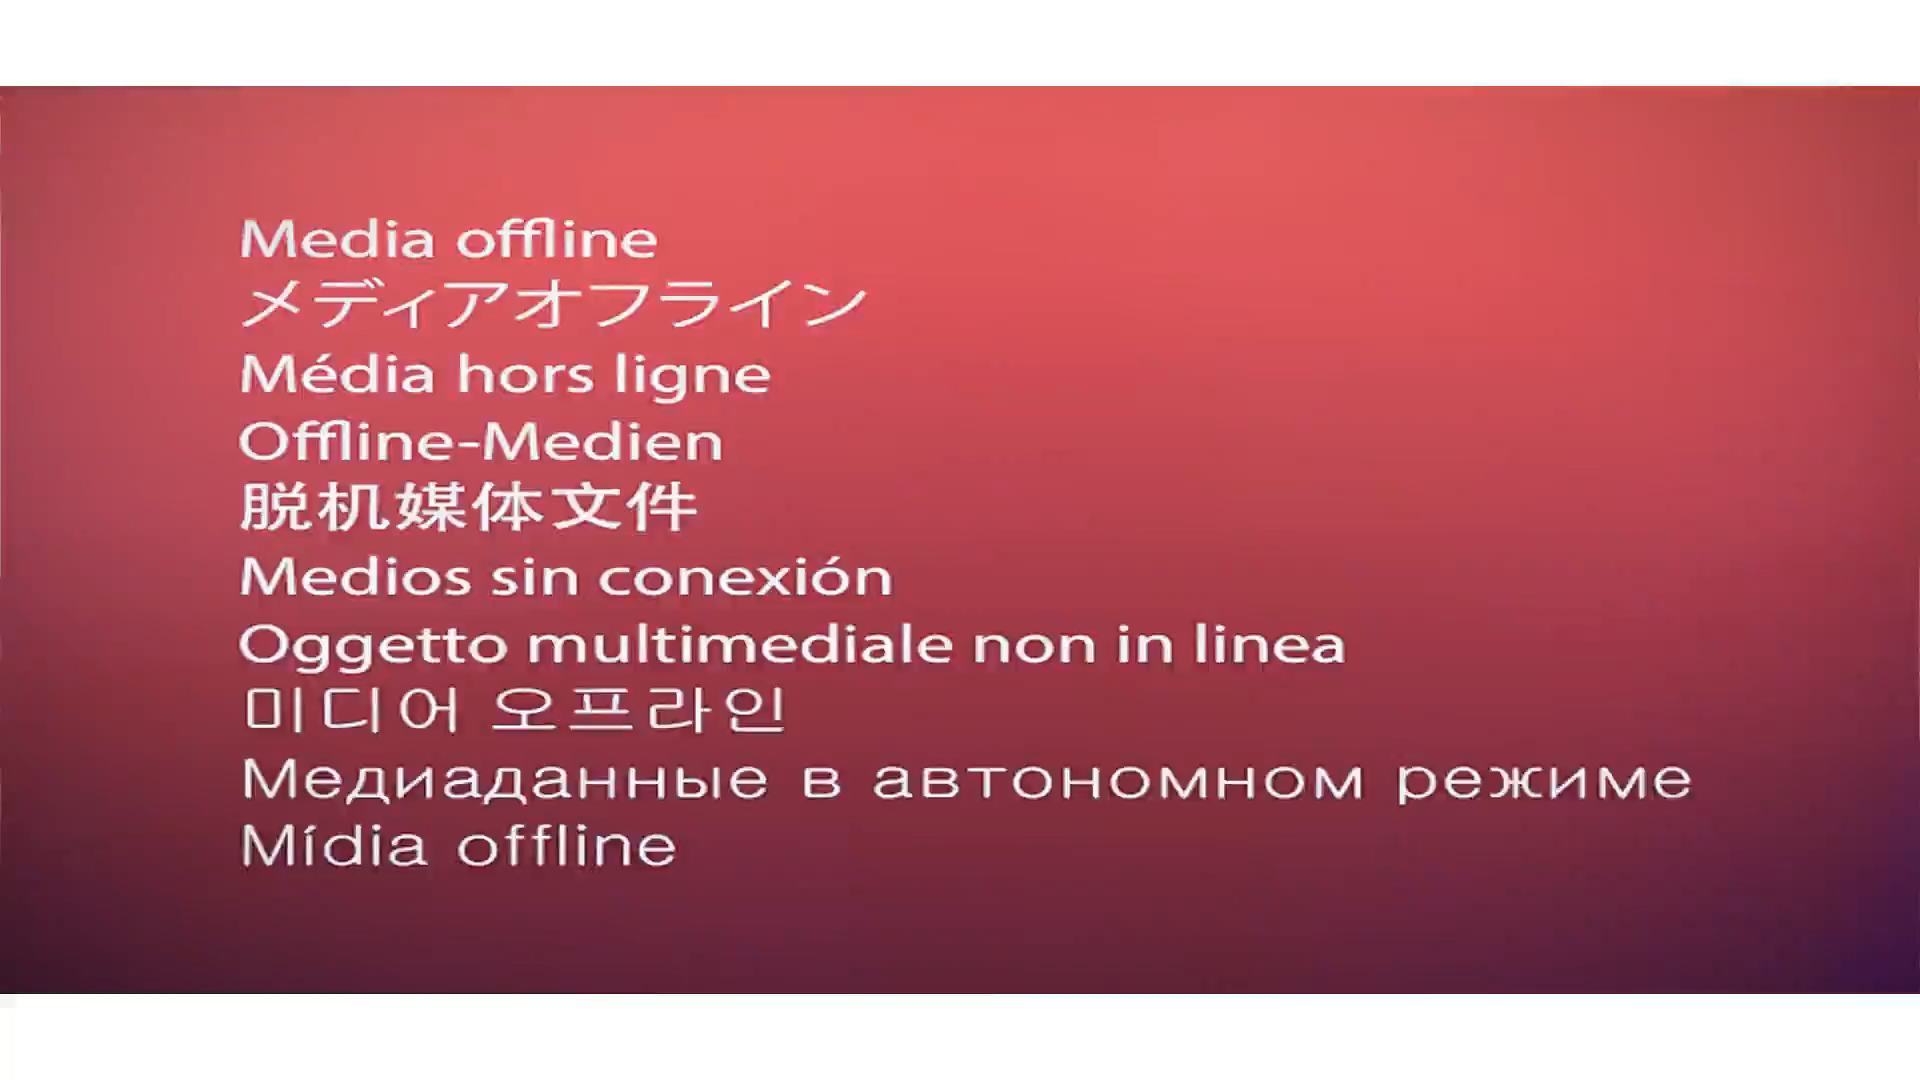 Media offline
メディアオフライン
Média hors ligne
Offline-Medien
脱机媒体文件
Medios sin conexión
Oggetto multimediale non in linea
미디어 오프라인
Медиаданные в автономном режиме
Mídia offline